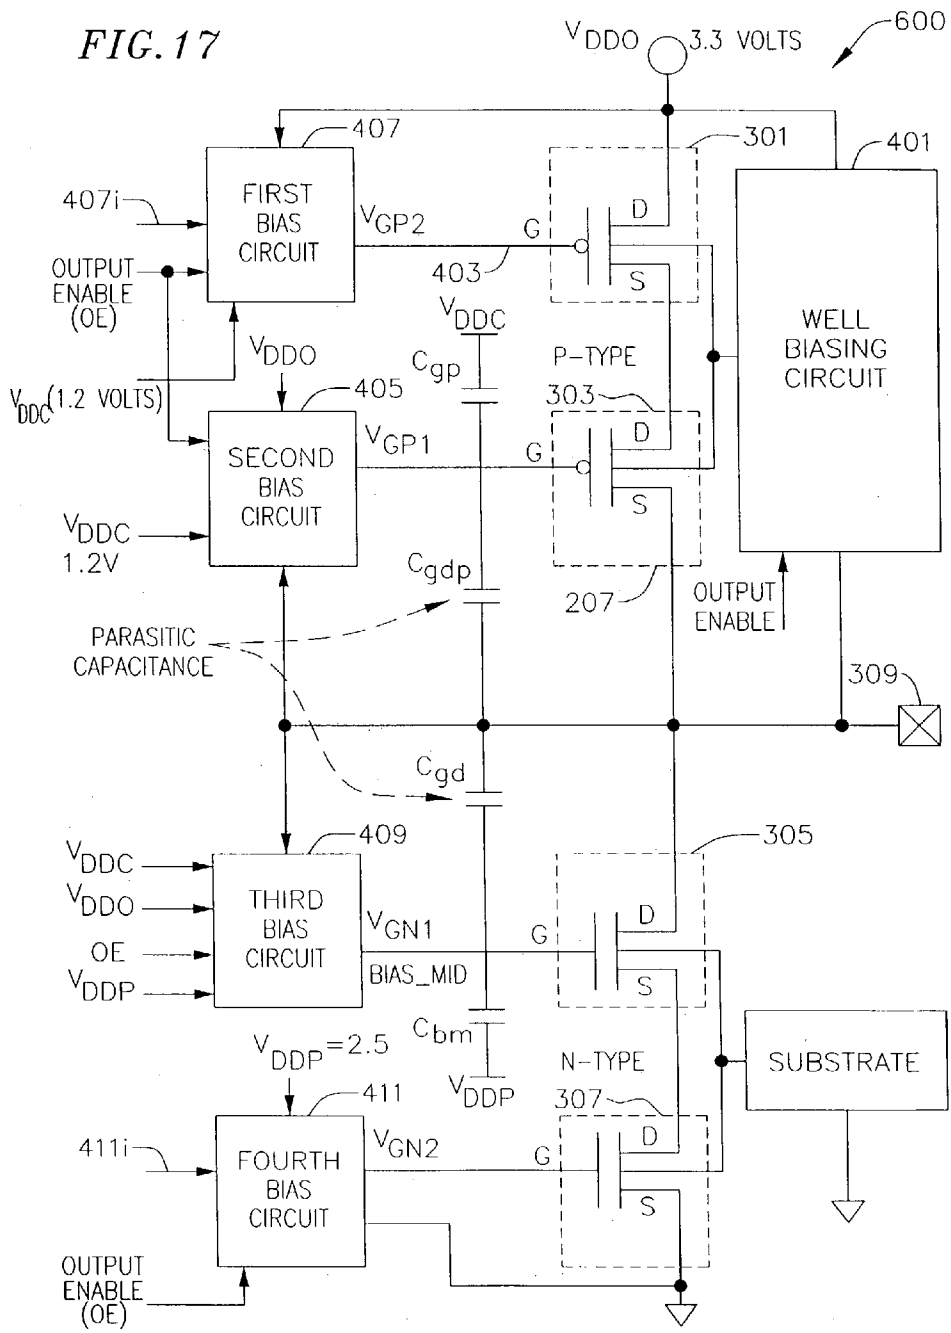 FIG.17
V_DDO 3.3 VOLTS
600
407
301
401
407i
FIRST
BIAS
CIRCUIT
V_GP2
G
D
S
403
OUTPUT
ENABLE
(OE)
V_DDC
C_gp
P-TYPE
WELL
BIASING
CIRCUIT
V_DDC (1.2 VOLTS)
V_DDO
405
303
SECOND
BIAS
CIRCUIT
V_GP1
G
D
S
V_DDC
1.2V
C_gdp
207
OUTPUT
ENABLE
PARASITIC
CAPACITANCE
309
C_gd
409
305
V_DDC
V_DDO
OE
V_DDP
THIRD
BIAS
CIRCUIT
V_GN1
BIAS_MID
G
D
S
C_bm
V_DDP
V_DDP=2.5
N-TYPE
SUBSTRATE
411
307
411i
FOURTH
BIAS
CIRCUIT
V_GN2
G
D
S
OUTPUT
ENABLE
(OE)